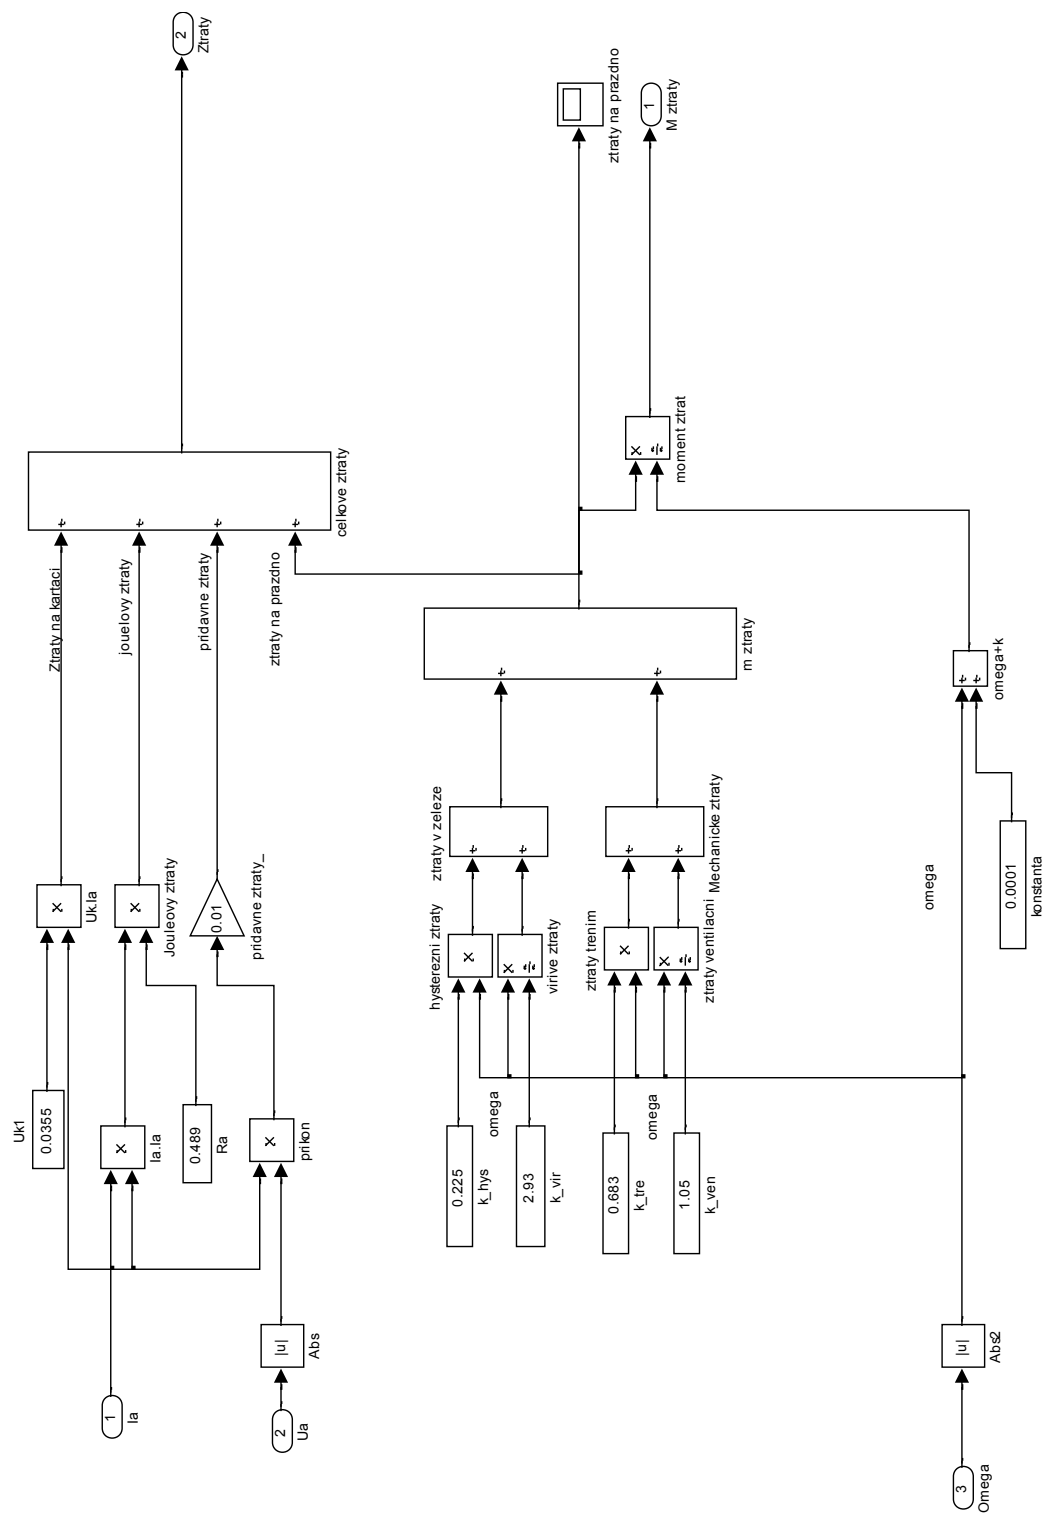 2
Ztraty
ztraty na prazdno
1
M ztraty
celkove ztraty
Ztraty na kartaci
jouelovy ztraty
pridavne ztraty
ztraty na prazdno
moment ztrat
m ztraty
omega+k
Uk.Ia
Jouleovy ztraty
0.01
pridavne ztraty_
ztraty v zeleze
Mechanicke ztraty
hysterezni ztraty
virive ztraty
ztraty trenim
ztraty ventilacni
omega
0.0001
konstanta
Uk1
0.0355
Ia.Ia
0.489
Ra
prikon
omega
omega
0.225
k_hys
2.93
k_vir
0.683
k_tre
1.05
k_ven
|u|
Abs
|u|
Abs2
1
Ia
2
Ua
3
Omega